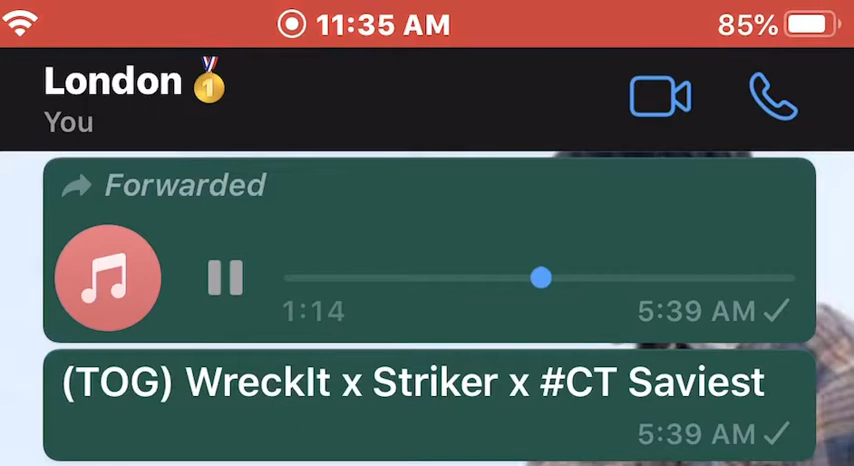 11:35 AM 85%
London 🥇
You
Forwarded
1:14 5:39 AM
(TOG) WreckIt x Striker x #CT Saviest
5:39 AM